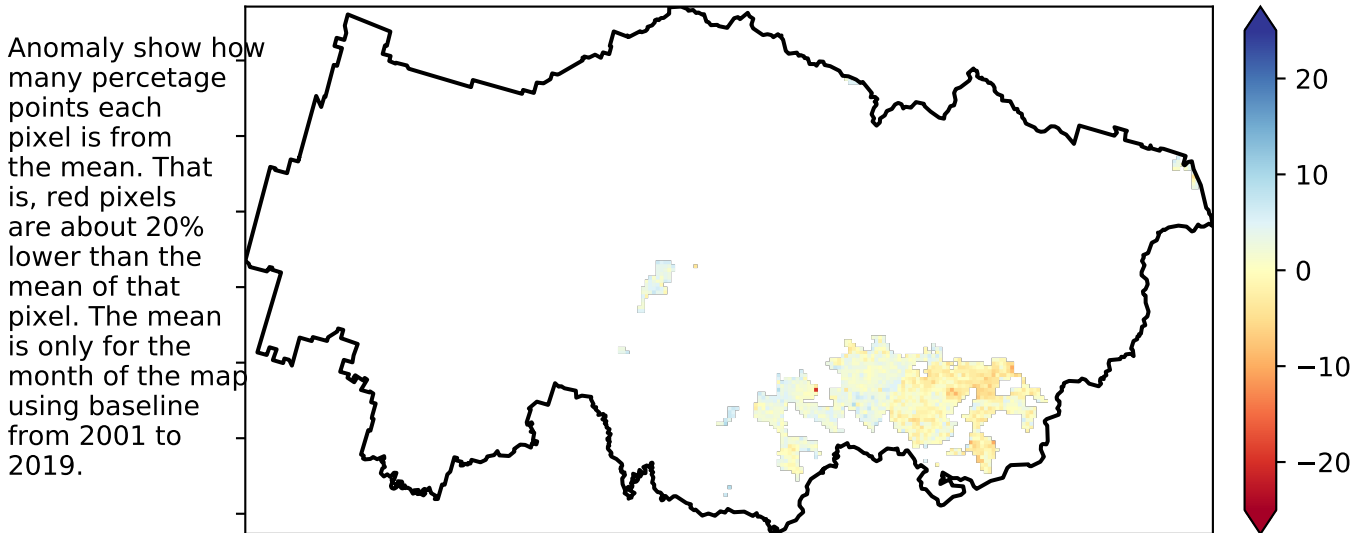 Anomaly show how
many percetage
points each
pixel is from
the mean. That
is, red pixels
are about 20%
lower than the
mean of that
pixel. The mean
is only for the
month of the map
using baseline
from 2001 to
2019.
20
10
0
−10
−20